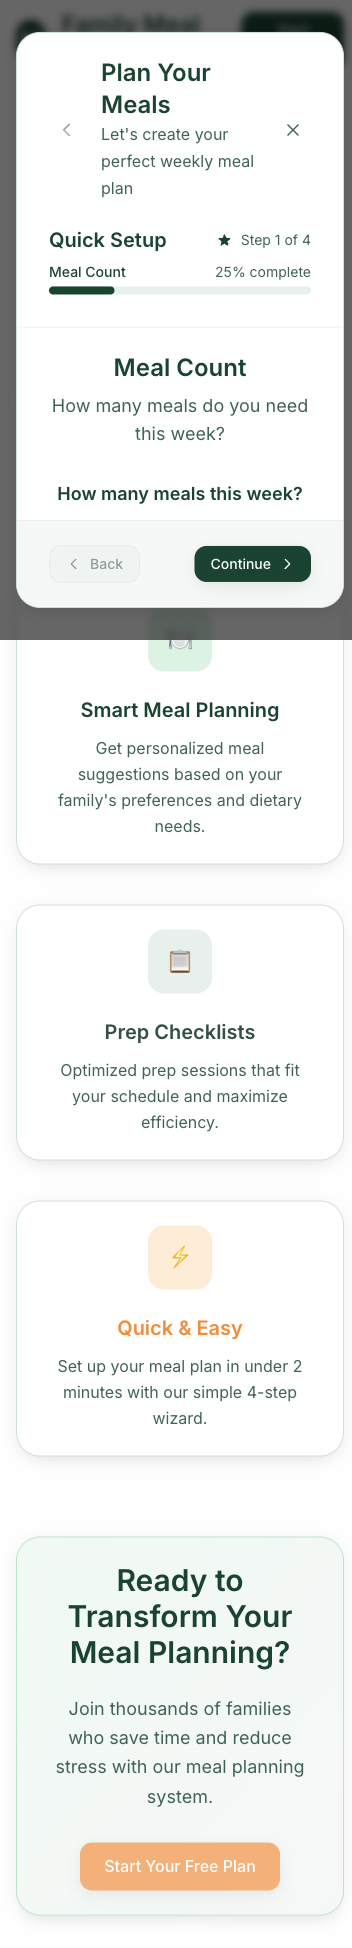 Family Meal
Plan Your
Meals
Let's create your
perfect weekly meal
plan
Quick Setup
Step 1 of 4
Meal Count
25% complete
Meal Count
How many meals do you need
this week?
How many meals this week?
Back
Continue
Smart Meal Planning
Get personalized meal
suggestions based on your
family's preferences and dietary
needs.
Prep Checklists
Optimized prep sessions that fit
your schedule and maximize
efficiency.
Quick & Easy
Set up your meal plan in under 2
minutes with our simple 4-step
wizard.
Ready to
Transform Your
Meal Planning?
Join thousands of families
who save time and reduce
stress with our meal planning
system.
Start Your Free Plan